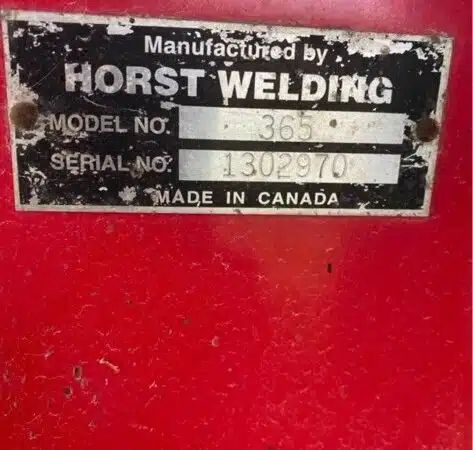 Manufactured by
HORST WELDING
MODEL NO. 365
SERIAL NO. 1302970
MADE IN CANADA